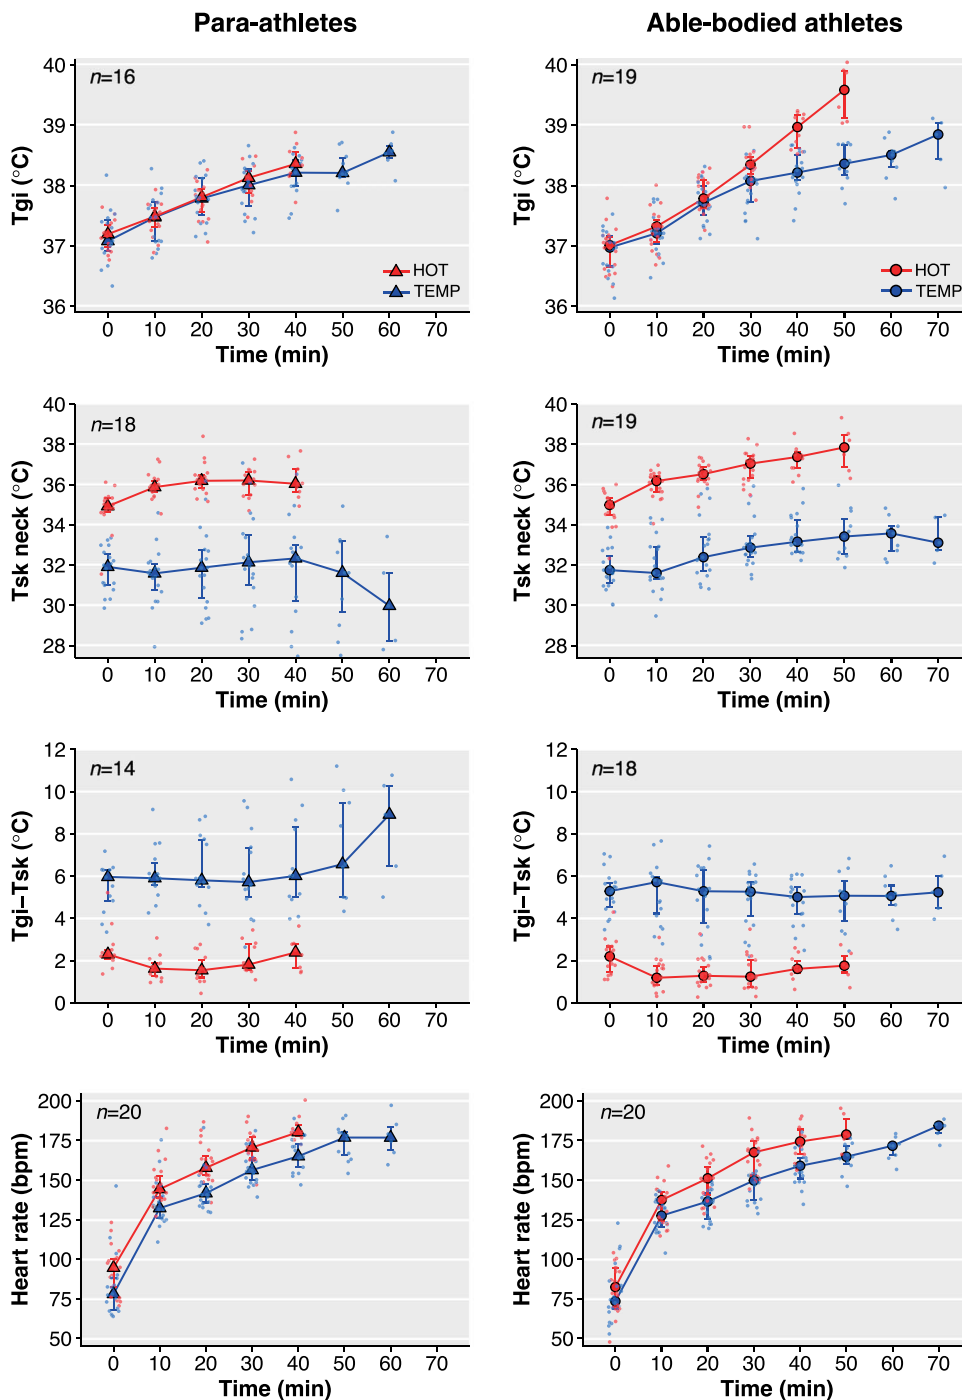 Para-athletes
Able-bodied athletes
Tgi (°C)
40
39
38
37
36
n=16
HOT
TEMP
0 10 20 30 40 50 60 70
Time (min)
Tgi (°C)
40
39
38
37
36
n=19
HOT
TEMP
0 10 20 30 40 50 60 70
Time (min)
Tsk neck (°C)
40
38
36
34
32
30
28
n=18
0 10 20 30 40 50 60 70
Time (min)
Tsk neck (°C)
40
38
36
34
32
30
28
n=19
0 10 20 30 40 50 60 70
Time (min)
Tgi–Tsk (°C)
12
10
8
6
4
2
0
n=14
0 10 20 30 40 50 60 70
Time (min)
Tgi–Tsk (°C)
12
10
8
6
4
2
0
n=18
0 10 20 30 40 50 60 70
Time (min)
Heart rate (bpm)
200
175
150
125
100
75
50
n=20
0 10 20 30 40 50 60 70
Time (min)
Heart rate (bpm)
200
175
150
125
100
75
50
n=20
0 10 20 30 40 50 60 70
Time (min)